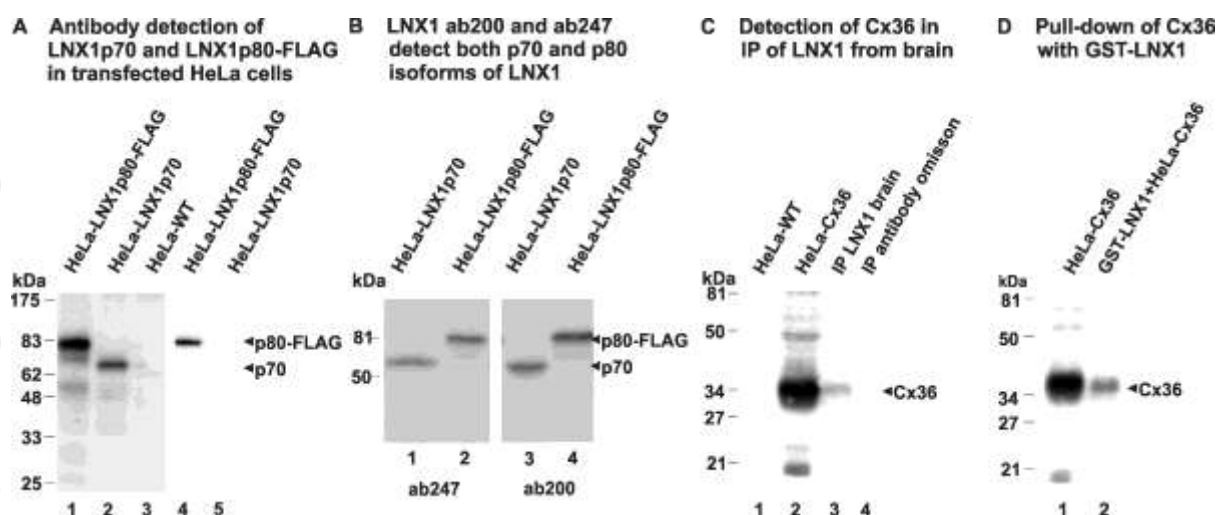 A Antibody detection of
LNX1p70 and LNX1p80-FLAG
in transfected HeLa cells
HeLa-LNX1p80-FLAG
HeLa-LNX1p70
HeLa-WT
HeLa-LNX1p80-FLAG
HeLa-LNX1p70
kDa
175
83
62
48
33
25
p80-FLAG
p70
1 2 3 4 5
B LNX1 ab200 and ab247
detect both p70 and p80
isoforms of LNX1
HeLa-LNX1p70
HeLa-LNX1p80-FLAG
HeLa-LNX1p70
HeLa-LNX1p80-FLAG
kDa
81
50
p80-FLAG
p70
1 2 3 4
ab247 ab200
C Detection of Cx36 in
IP of LNX1 from brain
HeLa-WT
HeLa-Cx36
IP LNX1 brain
IP antibody omisson
kDa
81
50
34
27
21
Cx36
1 2 3 4
D Pull-down of Cx36
with GST-LNX1
HeLa-Cx36
GST-LNX1+HeLa-Cx36
kDa
81
50
34
27
21
Cx36
1 2